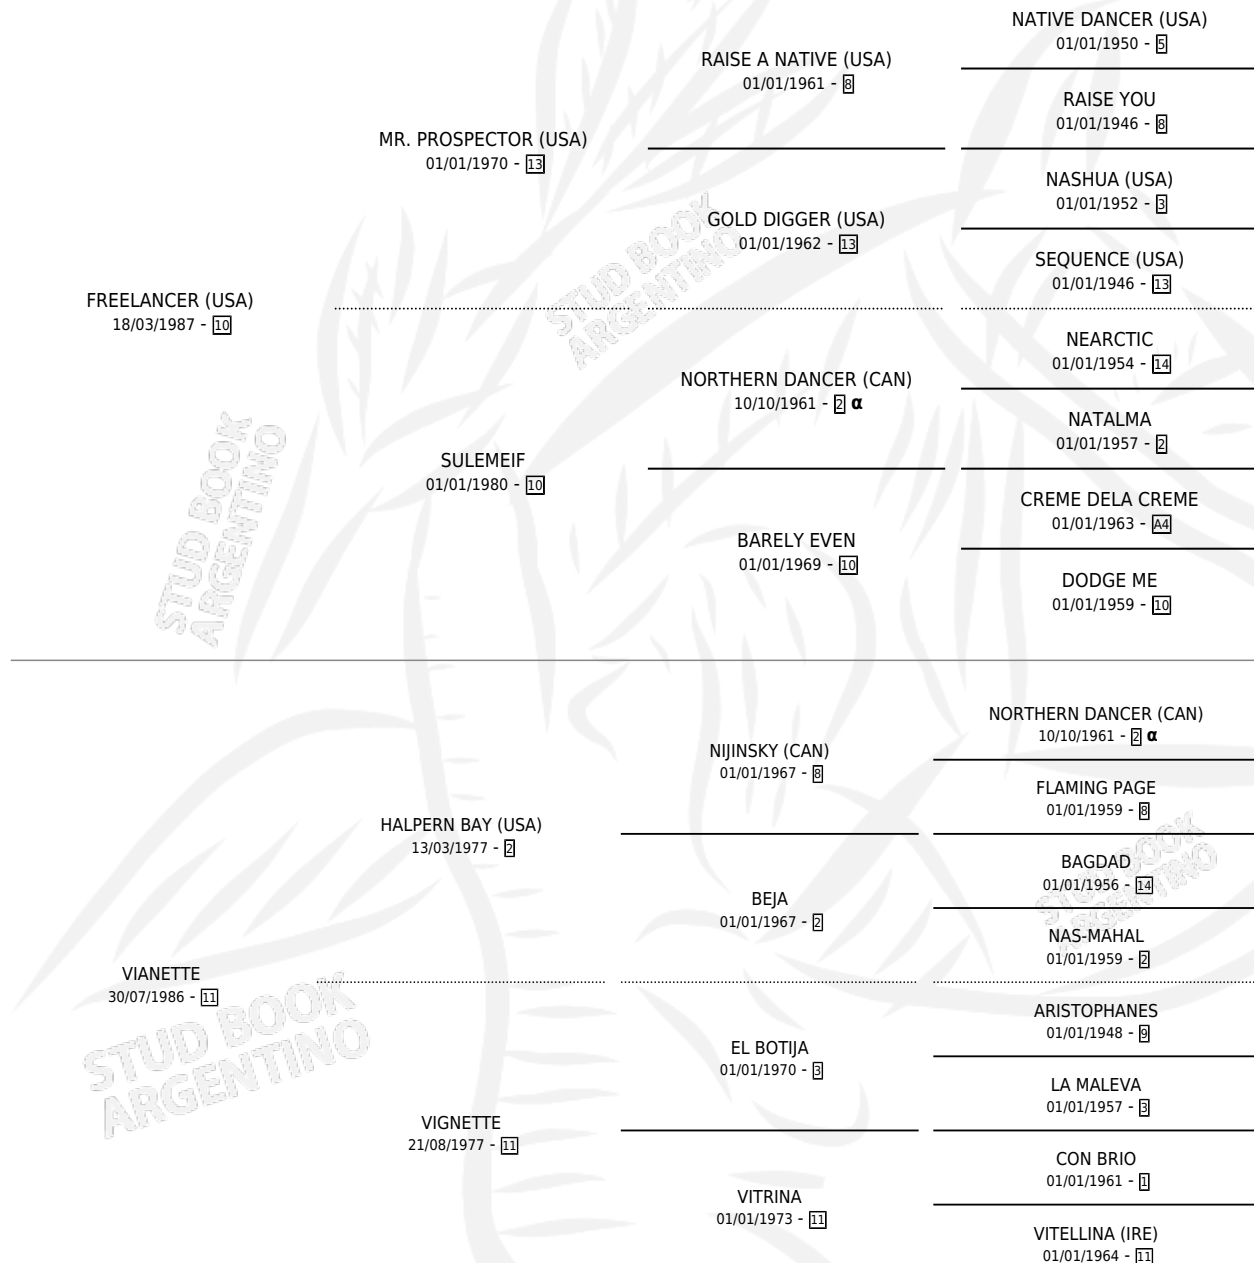 NATIVE DANCER (USA)
01/01/1950 - 5
RAISE A NATIVE (USA)
01/01/1961 - 8
RAISE YOU
01/01/1946 - 8
MR. PROSPECTOR (USA)
01/01/1970 - 13
NASHUA (USA)
01/01/1952 - 3
GOLD DIGGER (USA)
01/01/1962 - 13
SEQUENCE (USA)
01/01/1946 - 13
FREELANCER (USA)
18/03/1987 - 10
NEARCTIC
01/01/1954 - 14
NORTHERN DANCER (CAN)
10/10/1961 - 2 α
NATALMA
01/01/1957 - 2
SULEMEIF
01/01/1980 - 10
CREME DELA CREME
01/01/1963 - A4
BARELY EVEN
01/01/1969 - 10
DODGE ME
01/01/1959 - 10
NORTHERN DANCER (CAN)
10/10/1961 - 2 α
NIJINSKY (CAN)
01/01/1967 - 8
FLAMING PAGE
01/01/1959 - 8
HALPERN BAY (USA)
13/03/1977 - 2
BAGDAD
01/01/1956 - 14
BEJA
01/01/1967 - 2
NAS-MAHAL
01/01/1959 - 2
VIANETTE
30/07/1986 - 11
ARISTOPHANES
01/01/1948 - 9
EL BOTIJA
01/01/1970 - 3
LA MALEVA
01/01/1957 - 3
VIGNETTE
21/08/1977 - 11
CON BRIO
01/01/1961 - 1
VITRINA
01/01/1973 - 11
VITELLINA (IRE)
01/01/1964 - 11
STUD BOOK
ARGENTINO
STUD BOOK
ARGENTINO
STUD BOOK
ARGENTINO
STUD BOOK
ARGENTINO